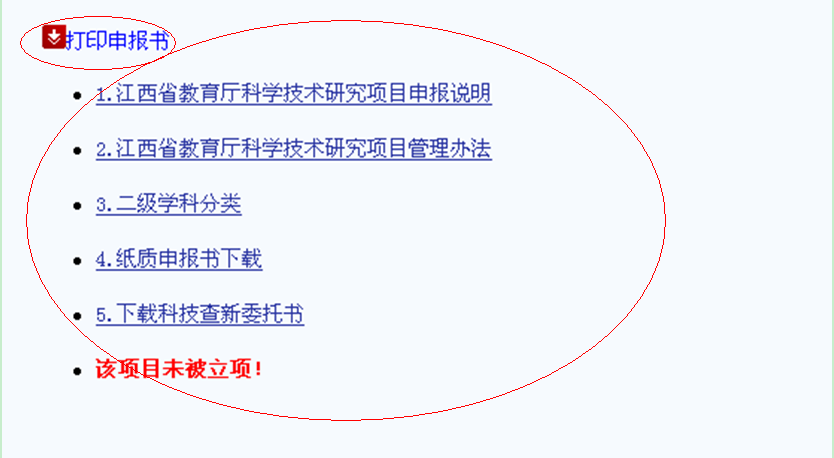 打印申报书
1.江西省教育厅科学技术研究项目申报说明
2.江西省教育厅科学技术研究项目管理办法
3.二级学科分类
4.纸质申报书下载
5.下载科技查新委托书
该项目未被立项!